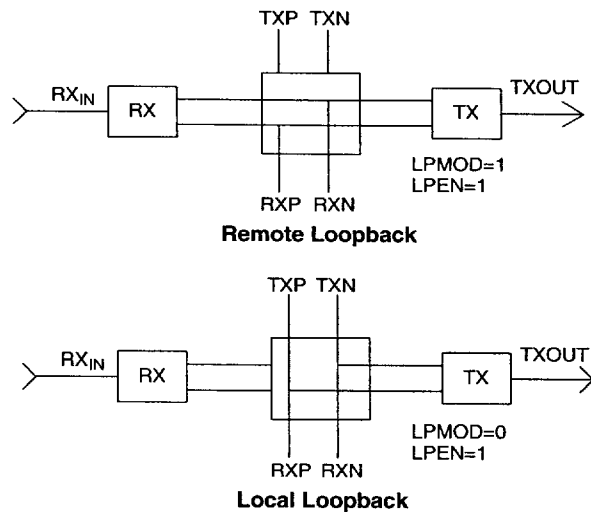 TXP TXN
RXIN RX TX TXOUT
LPMOD=1
LPEN=1
RXP RXN
Remote Loopback
TXP TXN
RXIN RX TX TXOUT
LPMOD=0
LPEN=1
RXP RXN
Local Loopback